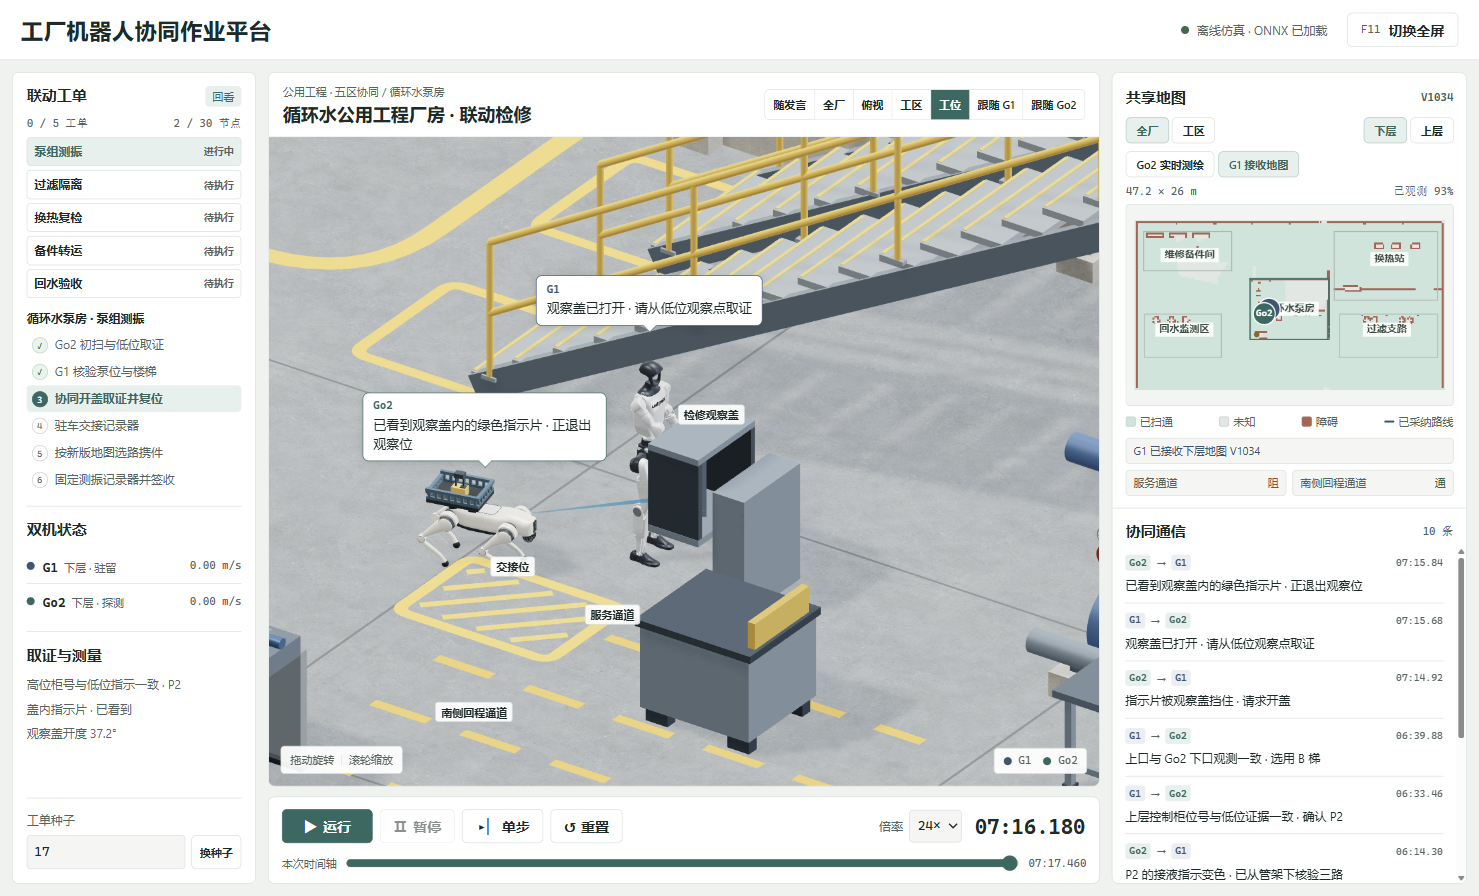 工厂机器人协同作业平台
离线仿真 · ONNX 已加载
F11 切换全屏
联动工单
回看
0 / 5 工单
2 / 30 节点
泵组测振 进行中
过滤隔离 待执行
换热复检 待执行
备件转运 待执行
回水验收 待执行
循环水泵房 · 泵组测振
✓ Go2 初扫与低位取证
✓ G1 核验泵位与楼梯
3 协同开盖取证并复位
4 驻车交接记录器
5 按新版地图选路携件
6 固定测振记录器并签收
双机状态
G1 下层 · 驻留 0.00 m/s
Go2 下层 · 探测 0.00 m/s
取证与测量
高位柜号与低位指示一致 · P2
盖内指示片 · 已看到
观察盖开度 37.2°
工单种子
17
换种子
公用工程 · 五区协同 / 循环水泵房
循环水公用工程厂房 · 联动检修
随发言 全厂 俯视 工区 工位 跟随 G1 跟随 Go2
G1
观察盖已打开 · 请从低位观察点取证
Go2
已看到观察盖内的绿色指示片 · 正退出
观察位
检修观察盖
交接位
服务通道
南侧回程通道
拖动旋转 滚轮缩放
G1 Go2
运行
暂停
单步
重置
倍率 24×
07:16.180
本次时间轴
07:17.460
共享地图
V1034
全厂 工区
下层 上层
Go2 实时测绘 G1 接收地图
47.2 × 26 m
已观测 93%
维修备件间
换热站
Go2
水泵房
回水监测区
过滤支路
已扫通 未知 障碍 已采纳路线
G1 已接收下层地图 V1034
服务通道 阻
南侧回程通道 通
协同通信
10 条
Go2 → G1 07:15.84
已看到观察盖内的绿色指示片 · 正退出观察位
G1 → Go2 07:15.68
观察盖已打开 · 请从低位观察点取证
Go2 → G1 07:14.92
指示片被观察盖挡住 · 请求开盖
G1 → Go2 06:39.88
上口与 Go2 下口观测一致 · 选用 B 梯
G1 → Go2 06:33.46
上层控制柜位号与低位证据一致 · 确认 P2
Go2 → G1 06:14.30
P2 的接液指示变色 · 已从管架下核验三路